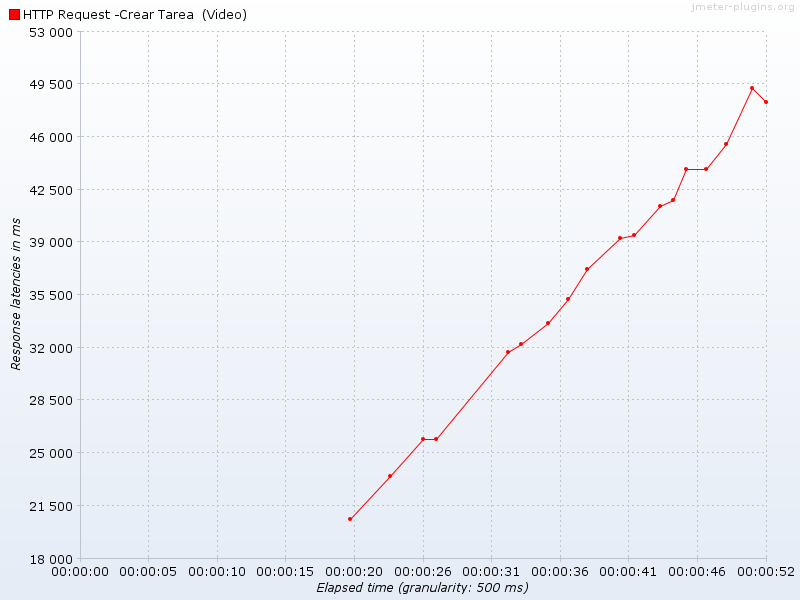 jmeter-plugins.org
HTTP Request -Crear Tarea  (Video)
53 000
49 500
46 000
42 500
39 000
35 500
32 000
28 500
25 000
21 500
18 000
Response latencies in ms
00:00:00 00:00:05 00:00:10 00:00:15 00:00:20 00:00:26 00:00:31 00:00:36 00:00:41 00:00:46 00:00:52
Elapsed time (granularity: 500 ms)